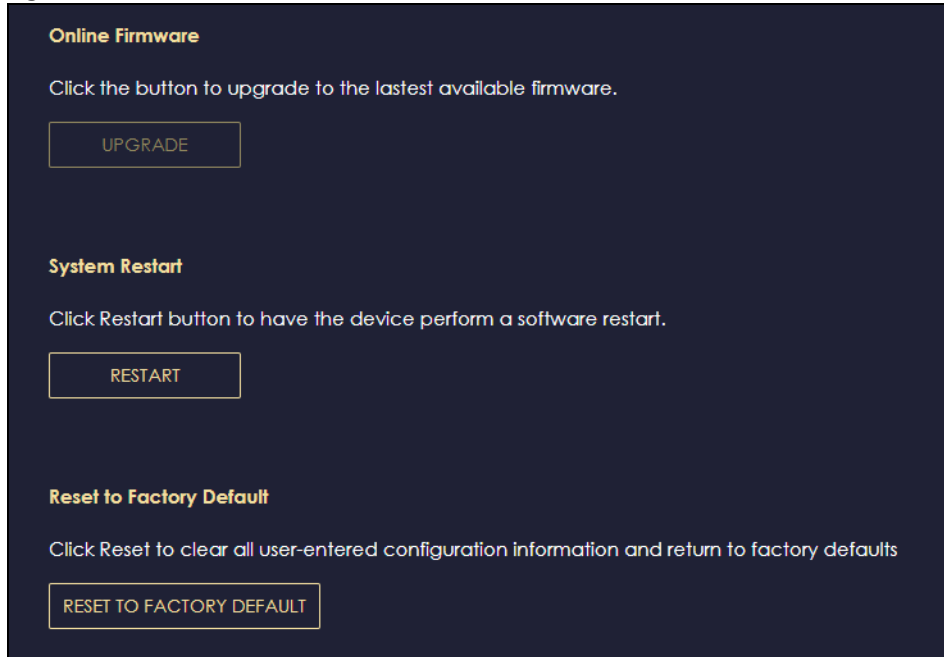 Online Firmware
Click the button to upgrade to the lastest available firmware.
UPGRADE
System Restart
Click Restart button to have the device perform a software restart.
RESTART
Reset to Factory Default
Click Reset to clear all user-entered configuration information and return to factory defaults
RESET TO FACTORY DEFAULT